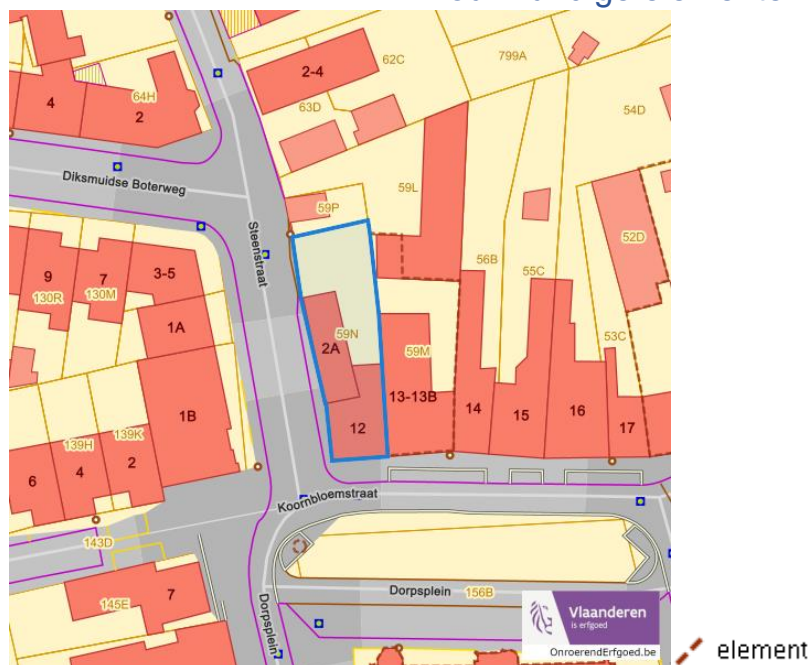 2-4
62C
799A
4
64H
2
63D
54D
Diksmuidse Boterweg
59L
59P
Steenstraat
52D
56B
9
7
3-5
55C
130R
130M
1A
2A
59N
59M
53C
1B
13-13B
14
15
16
17
12
139H
139K
6
4
2
Koornbloemstraat
143D
Dorpsplein
156B
145E
7
Dorpsplein
Vlaanderen
is erfgoed
OnroerendErfgoed.be
element